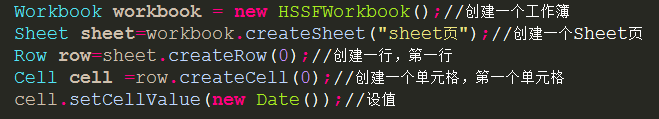 Workbook workbook = new HSSFWorkbook();//创建一个工作簿
Sheet sheet=workbook.createSheet("sheet页");//创建一个Sheet页
Row row=sheet.createRow(0);//创建一行，第一行
Cell cell =row.createCell(0);//创建一个单元格，第一个单元格
cell.setCellValue(new Date());//设值